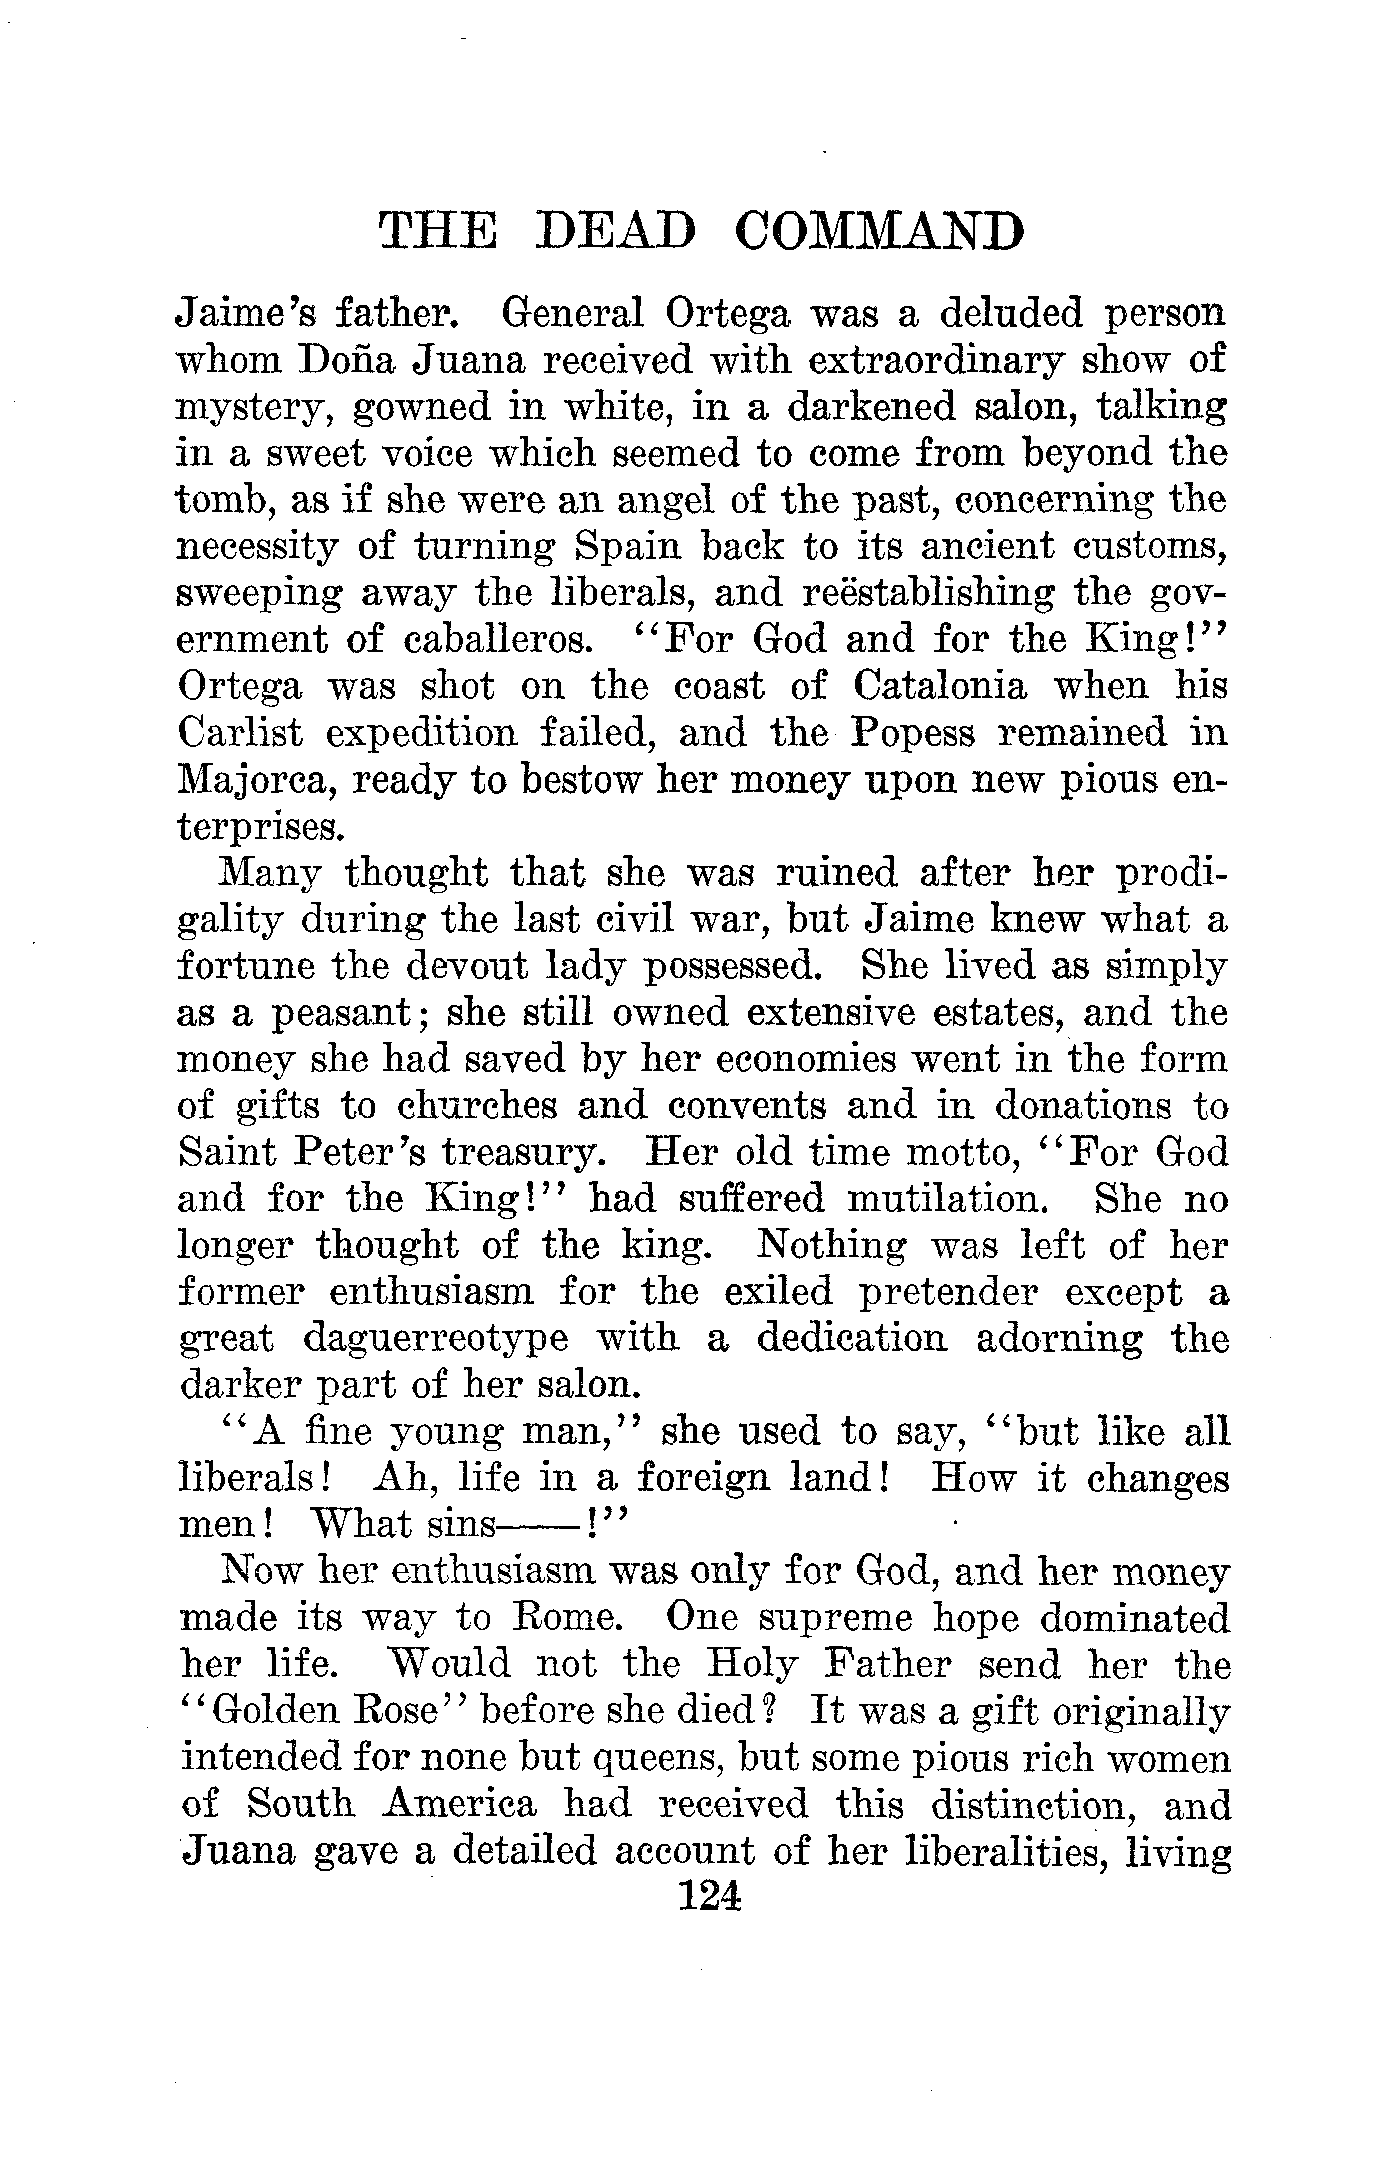 THE DEAD COMMAND
Jaime's father. General Ortega was a deluded person
whom Doña Juana received with extraordinary show of
mystery, gowned in white, in a darkened salon, talking
in a sweet voice which seemed to come from beyond the
tomb, as if she were an angel of the past, concerning the
necessity of turning Spain back to its ancient customs,
sweeping away the liberals, and reëstablishing the gov-
ernment of caballeros. "For God and for the King!"
Ortega was shot on the coast of Catalonia when his
Carlist expedition failed, and the Popess remained in
Majorca, ready to bestow her money upon new pious en-
terprises.
Many thought that she was ruined after her prodi-
gality during the last civil war, but Jaime knew what a
fortune the devout lady possessed. She lived as simply
as a peasant; she still owned extensive estates, and the
money she had saved by her economies went in the form
of gifts to churches and convents and in donations to
Saint Peter's treasury. Her old time motto, "For God
and for the King!" had suffered mutilation. She no
longer thought of the king. Nothing was left of her
former enthusiasm for the exiled pretender except a
great daguerreotype with a dedication adorning the
darker part of her salon.
"A fine young man," she used to say, "but like all
liberals! Ah, life in a foreign land! How it changes
men! What sins——!"
Now her enthusiasm was only for God, and her money
made its way to Rome. One supreme hope dominated
her life. Would not the Holy Father send her the
"Golden Rose" before she died? It was a gift originally
intended for none but queens, but some pious rich women
of South America had received this distinction, and
Juana gave a detailed account of her liberalities, living
124